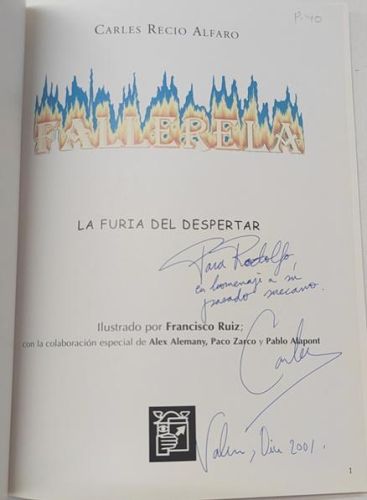 P-40
CARLES RECIO ALFARO
FALLERELA
LA FURIA DEL DESPERTAR
Para Rodolfo,
en homenaje a su
pasado mecano.
Ilustrado por Francisco Ruiz;
con la colaboración especial de Alex Alemany, Paco Zarco y Pablo Alapont
Carles
Valen, Dic 2001.
1